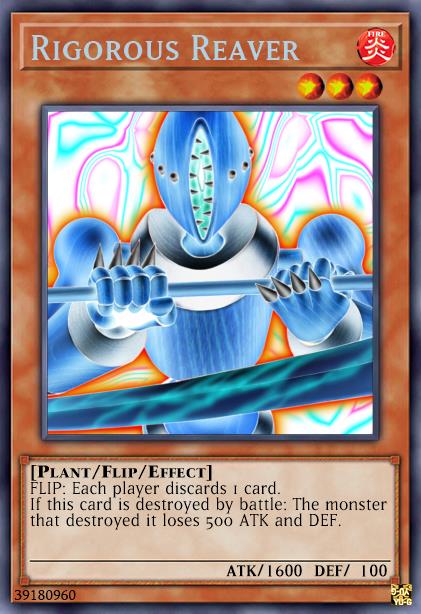 Rigorous Reaver
FIRE
炎
[Plant/Flip/Effect]
FLIP: Each player discards 1 card.
If this card is destroyed by battle: The monster
that destroyed it loses 500 ATK and DEF.
ATK/1600 DEF/ 100
39180960